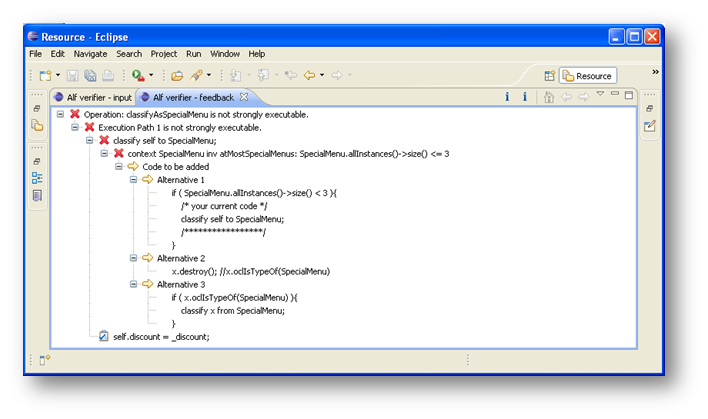 Resource - Eclipse
File Edit Navigate Search Project Run Window Help
Resource »
Alf verifier - input Alf verifier - feedback
Operation: classifyAsSpecialMenu is not strongly executable.
Execution Path 1 is not strongly executable.
classify self to SpecialMenu;
context SpecialMenu inv atMostSpecialMenus: SpecialMenu.allInstances()->size() <= 3
Code to be added
Alternative 1
if ( SpecialMenu.allInstances()->size() < 3 ){
/* your current code */
classify self to SpecialMenu;
/*****************/
}
Alternative 2
x.destroy(); //x.oclIsTypeOf(SpecialMenu)
Alternative 3
if ( x.oclIsTypeOf(SpecialMenu) ){
classify x from SpecialMenu;
}
self.discount = _discount;